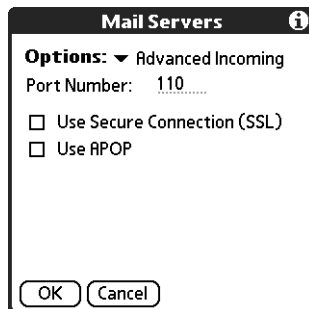 Mail Servers
Options: Advanced Incoming
Port Number: 110
Use Secure Connection (SSL)
Use APOP
OK Cancel